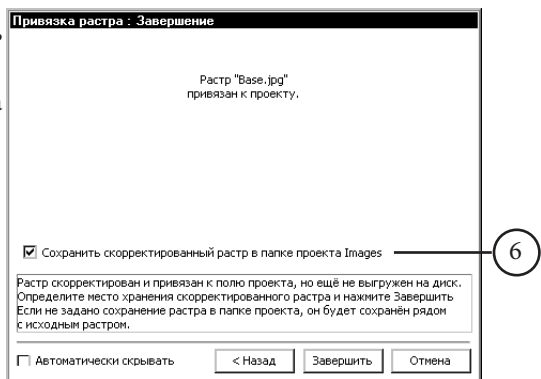 Привязка растра : Завершение
Растр "Base.jpg"
привязан к проекту.
Сохранить скорректированный растр в папке проекта Images
6
Растр скорректирован и привязан к полю проекта, но ещё не выгружен на диск.
Определите место хранения скорректированного растра и нажмите Завершить
Если не задано сохранение растра в папке проекта, он будет сохранён рядом
с исходным растром.
Автоматически скрывать < Назад Завершить Отмена